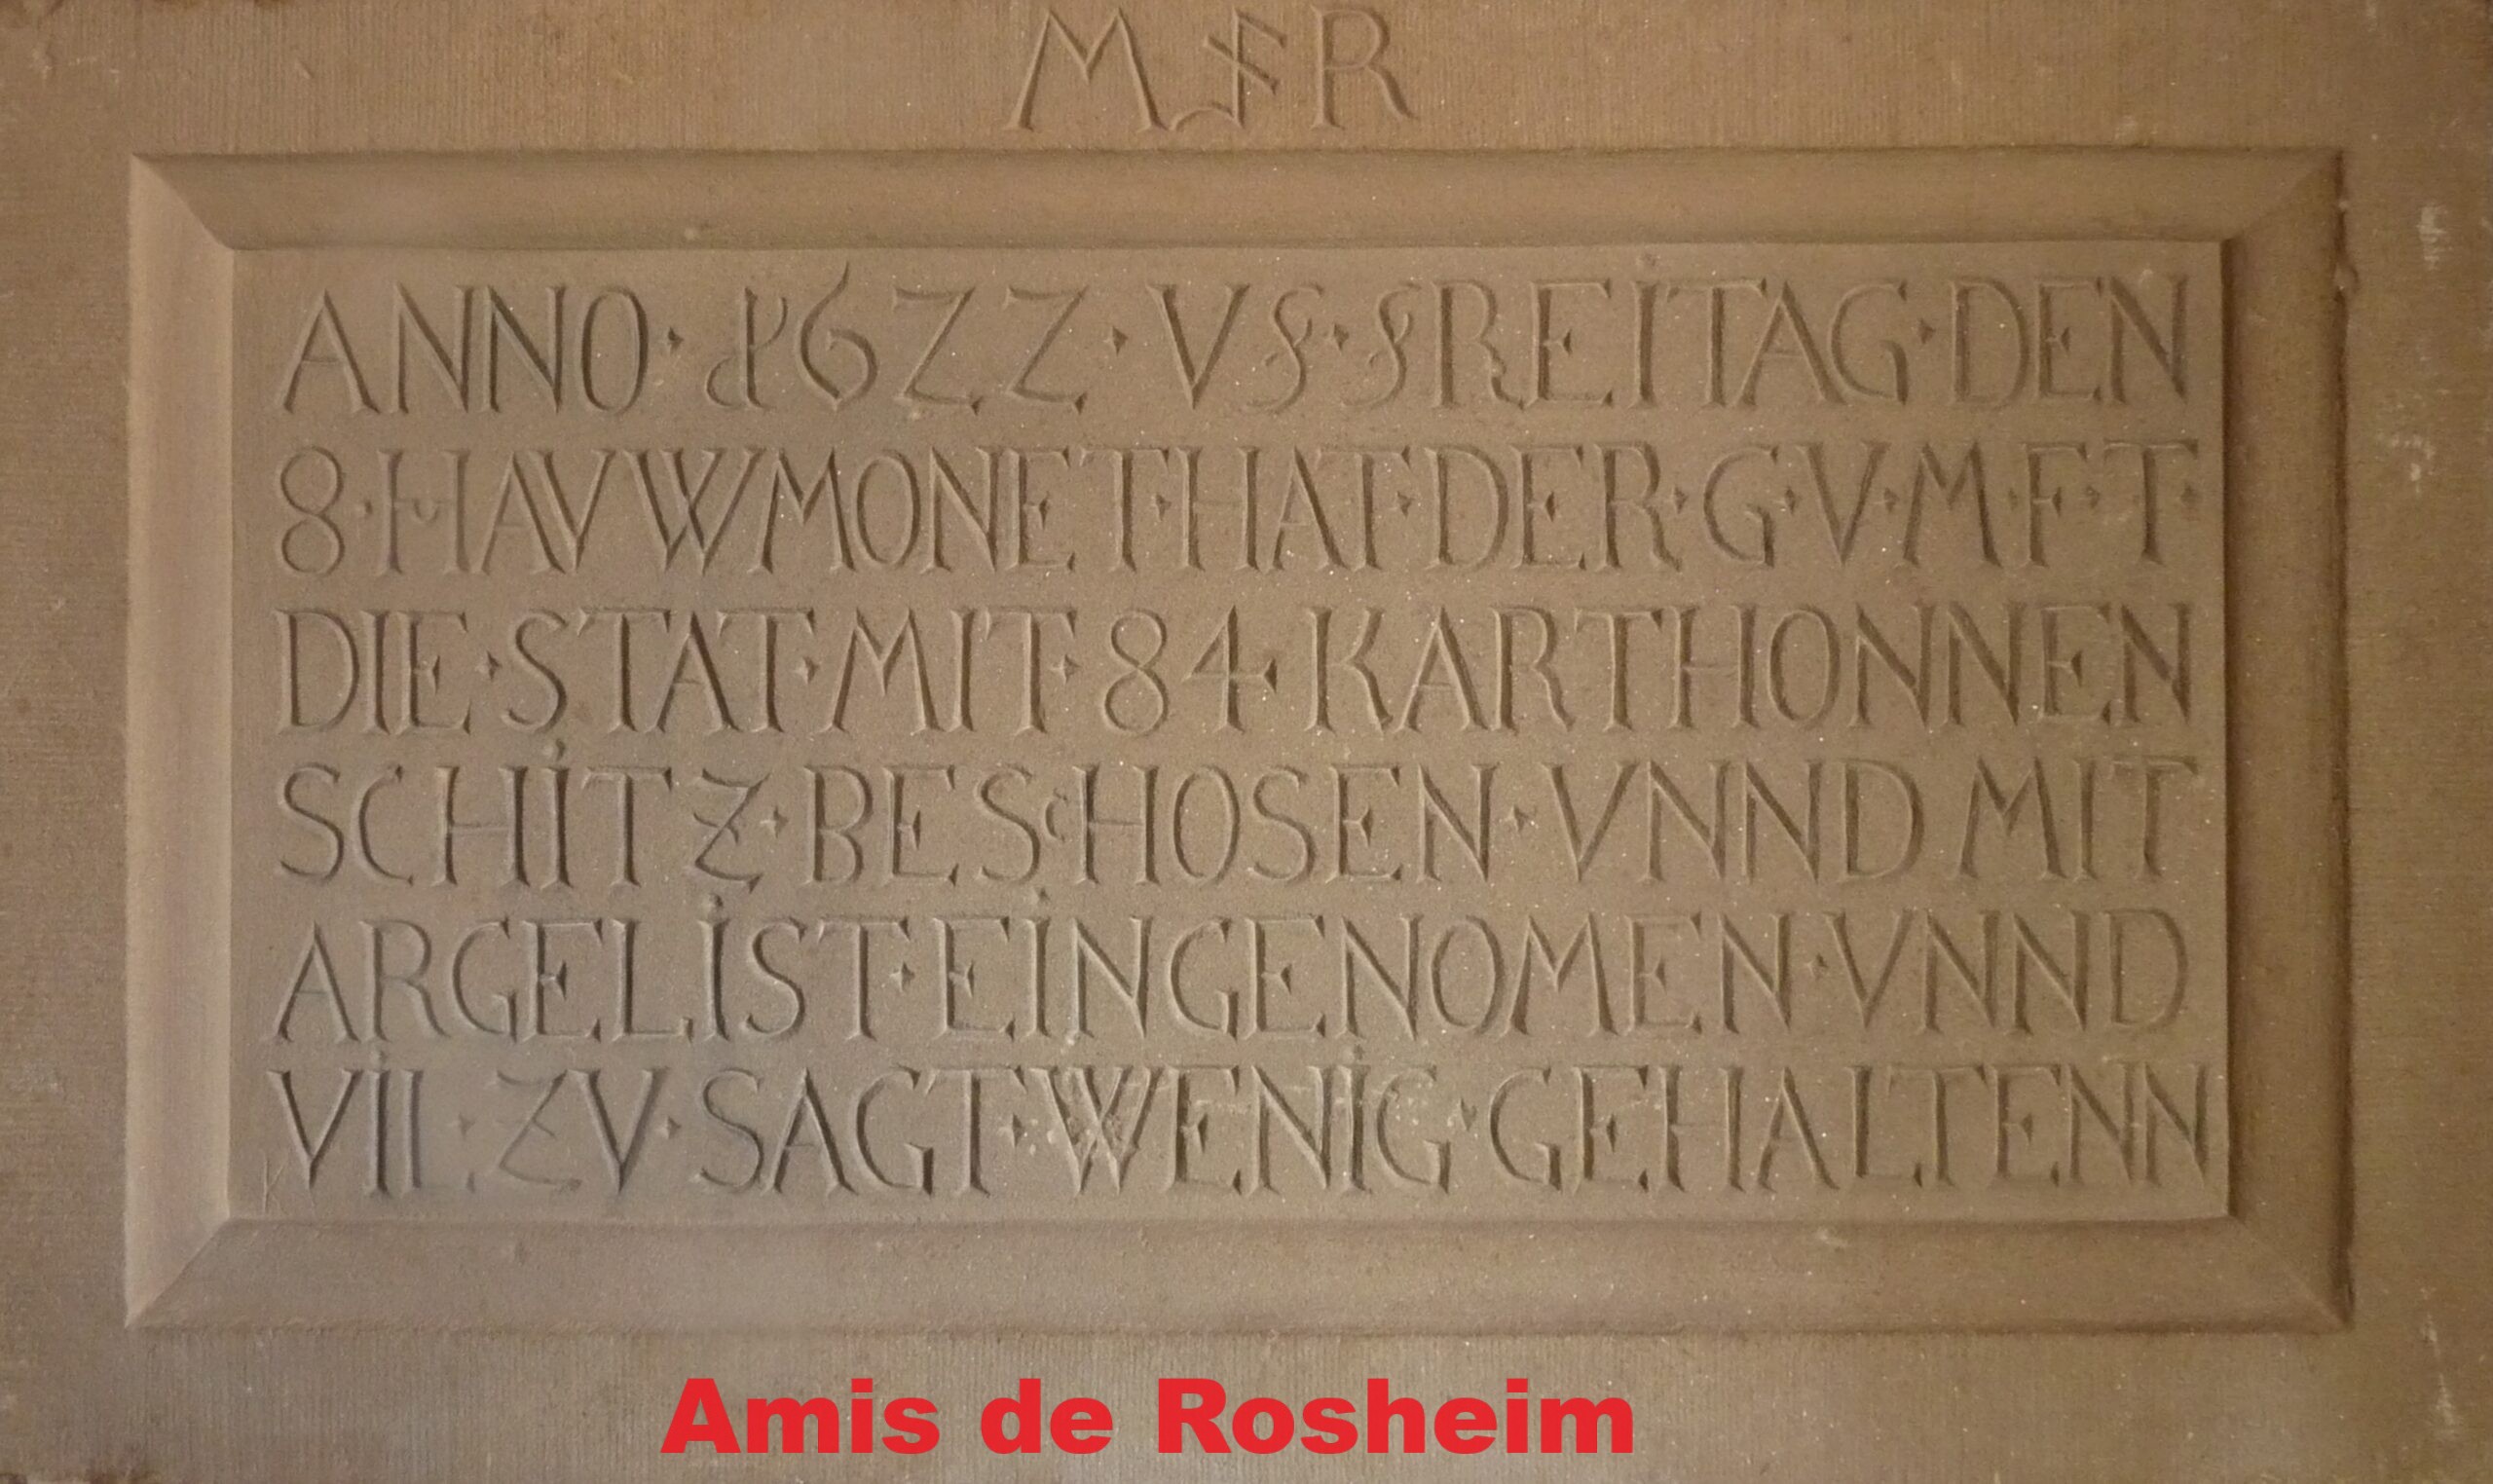 M R
ANNO · 1622 · VF · FREITAG · DEN
8 · HAVWMONET · HAT · DER · G · V · M · F · T ·
DIE · STAT · MIT · 84 · KARTHONNEN
SCHITZ · BESCHOSEN · VNND MIT
ARGELIST · EINGENOMEN · VNND
VIL · ZV · SAGT · WENIG · GEHALTENN
Amis de Rosheim